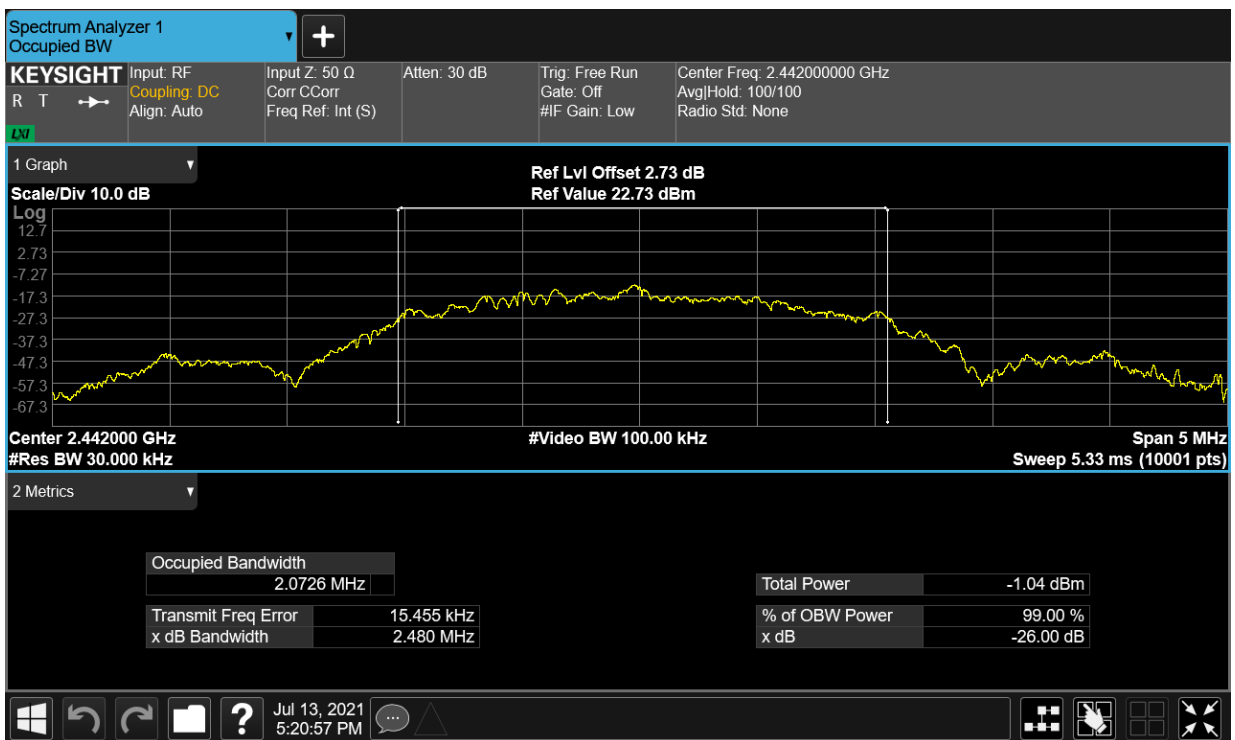 Spectrum Analyzer 1
Occupied BW
KEYSIGHT
R T
LXI
Input: RF
Coupling: DC
Align: Auto
Input Z: 50 Ω
Corr CCorr
Freq Ref: Int (S)
Atten: 30 dB
Trig: Free Run
Gate: Off
#IF Gain: Low
Center Freq: 2.442000000 GHz
Avg|Hold: 100/100
Radio Std: None
1 Graph
Scale/Div 10.0 dB
Ref Lvl Offset 2.73 dB
Ref Value 22.73 dBm
Log
12.7
2.73
-7.27
-17.3
-27.3
-37.3
-47.3
-57.3
-67.3
Center 2.442000 GHz
#Res BW 30.000 kHz
#Video BW 100.00 kHz
Span 5 MHz
Sweep 5.33 ms (10001 pts)
2 Metrics
Occupied Bandwidth
2.0726 MHz
Transmit Freq Error 15.455 kHz
x dB Bandwidth 2.480 MHz
Total Power -1.04 dBm
% of OBW Power 99.00 %
x dB -26.00 dB
?
Jul 13, 2021
5:20:57 PM